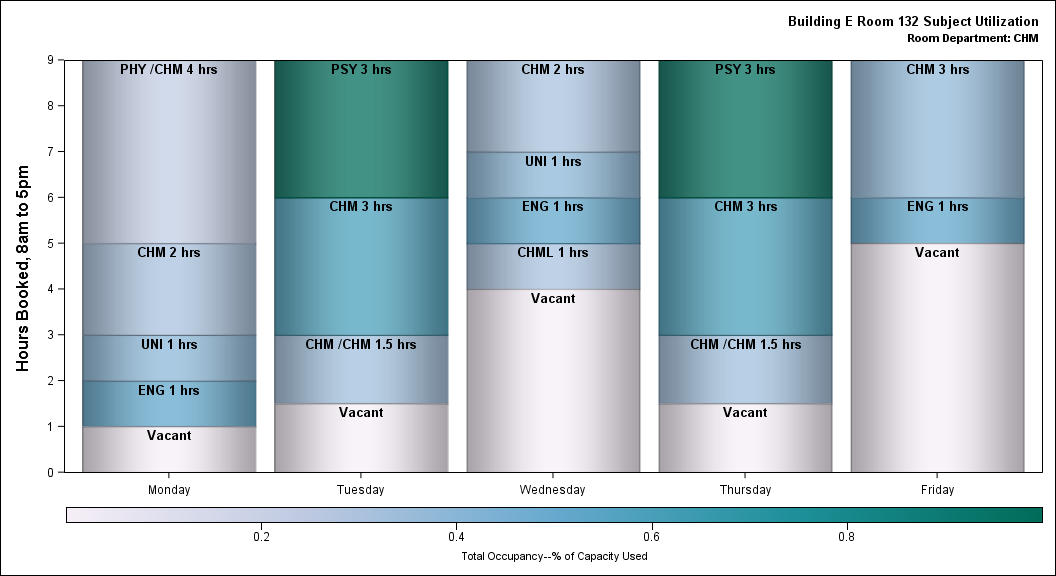 Building E Room 132 Subject Utilization
Room Department: CHM
Hours Booked, 8am to 5pm
9
8
7
6
5
4
3
2
1
0
PHY /CHM 4 hrs
CHM 2 hrs
UNI 1 hrs
ENG 1 hrs
Vacant
PSY 3 hrs
CHM 3 hrs
CHM /CHM 1.5 hrs
Vacant
CHM 2 hrs
UNI 1 hrs
ENG 1 hrs
CHML 1 hrs
Vacant
PSY 3 hrs
CHM 3 hrs
CHM /CHM 1.5 hrs
Vacant
CHM 3 hrs
ENG 1 hrs
Vacant
Monday Tuesday Wednesday Thursday Friday
0.2 0.4 0.6 0.8
Total Occupancy--% of Capacity Used